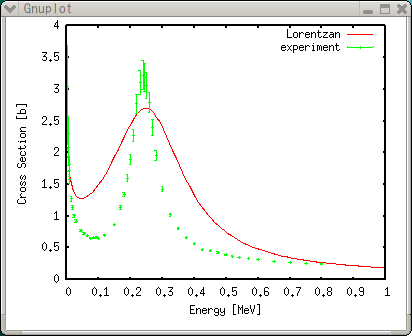 Gnuplot
Lorentzan
experiment
Cross Section [b]
4
3.5
3
2.5
2
1.5
1
0.5
0
0 0.1 0.2 0.3 0.4 0.5 0.6 0.7 0.8 0.9 1
Energy [MeV]